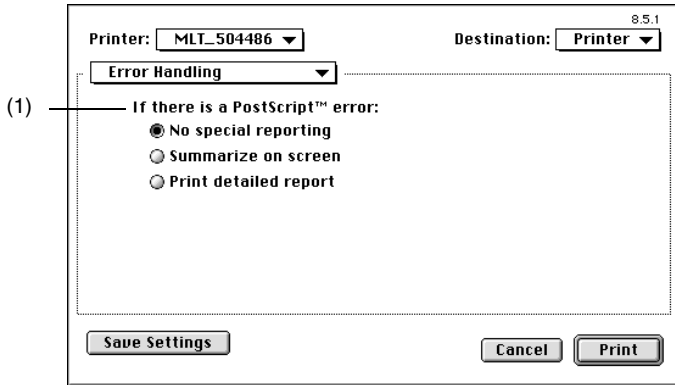 8.5.1
Printer: MLT_504486 Destination: Printer
Error Handling
(1) If there is a PostScript™ error:
No special reporting
Summarize on screen
Print detailed report
Save Settings Cancel Print